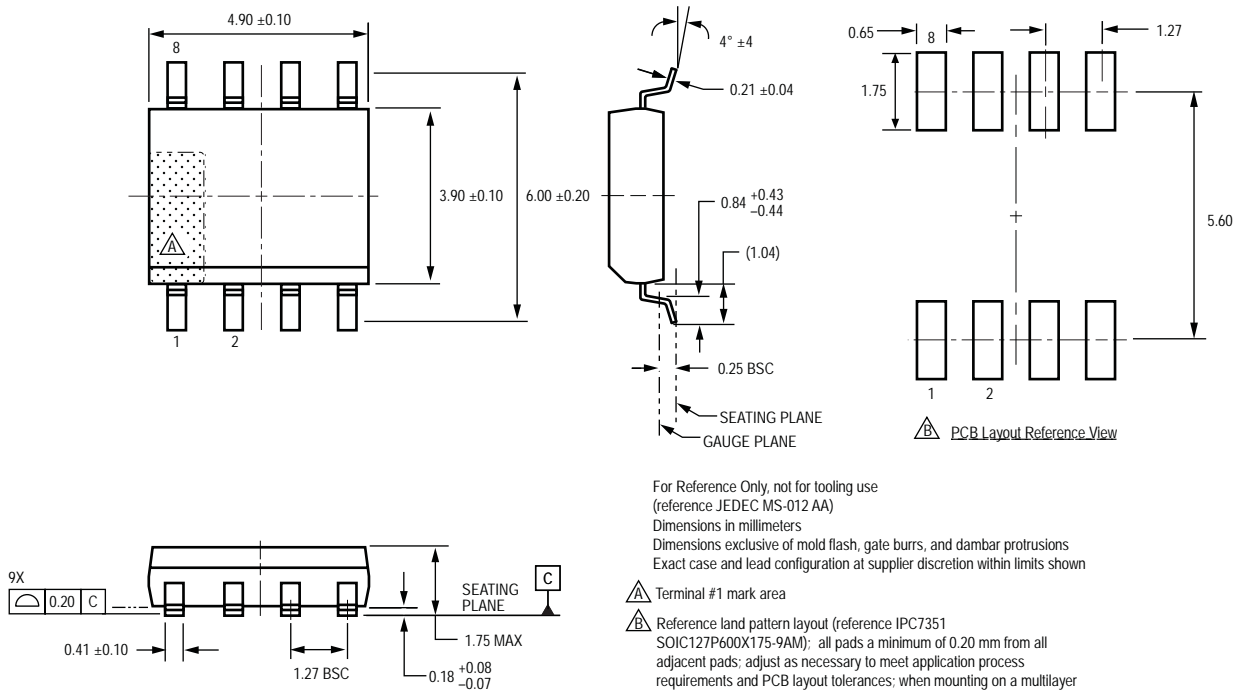 4.90 ±0.10
8
3.90 ±0.10
6.00 ±0.20
A
1
2
4° ±4
0.21 ±0.04
0.84 +0.43
–0.44
(1.04)
0.25 BSC
SEATING PLANE
GAUGE PLANE
0.65
8
1.27
1.75
5.60
1
2
B PCB Layout Reference View
9X
0.20 C
0.41 ±0.10
1.27 BSC
SEATING
PLANE
C
1.75 MAX
0.18 +0.08
–0.07
For Reference Only, not for tooling use
(reference JEDEC MS-012 AA)
Dimensions in millimeters
Dimensions exclusive of mold flash, gate burrs, and dambar protrusions
Exact case and lead configuration at supplier discretion within limits shown
A Terminal #1 mark area
B Reference land pattern layout (reference IPC7351
SOIC127P600X175-9AM); all pads a minimum of 0.20 mm from all
adjacent pads; adjust as necessary to meet application process
requirements and PCB layout tolerances; when mounting on a multilayer